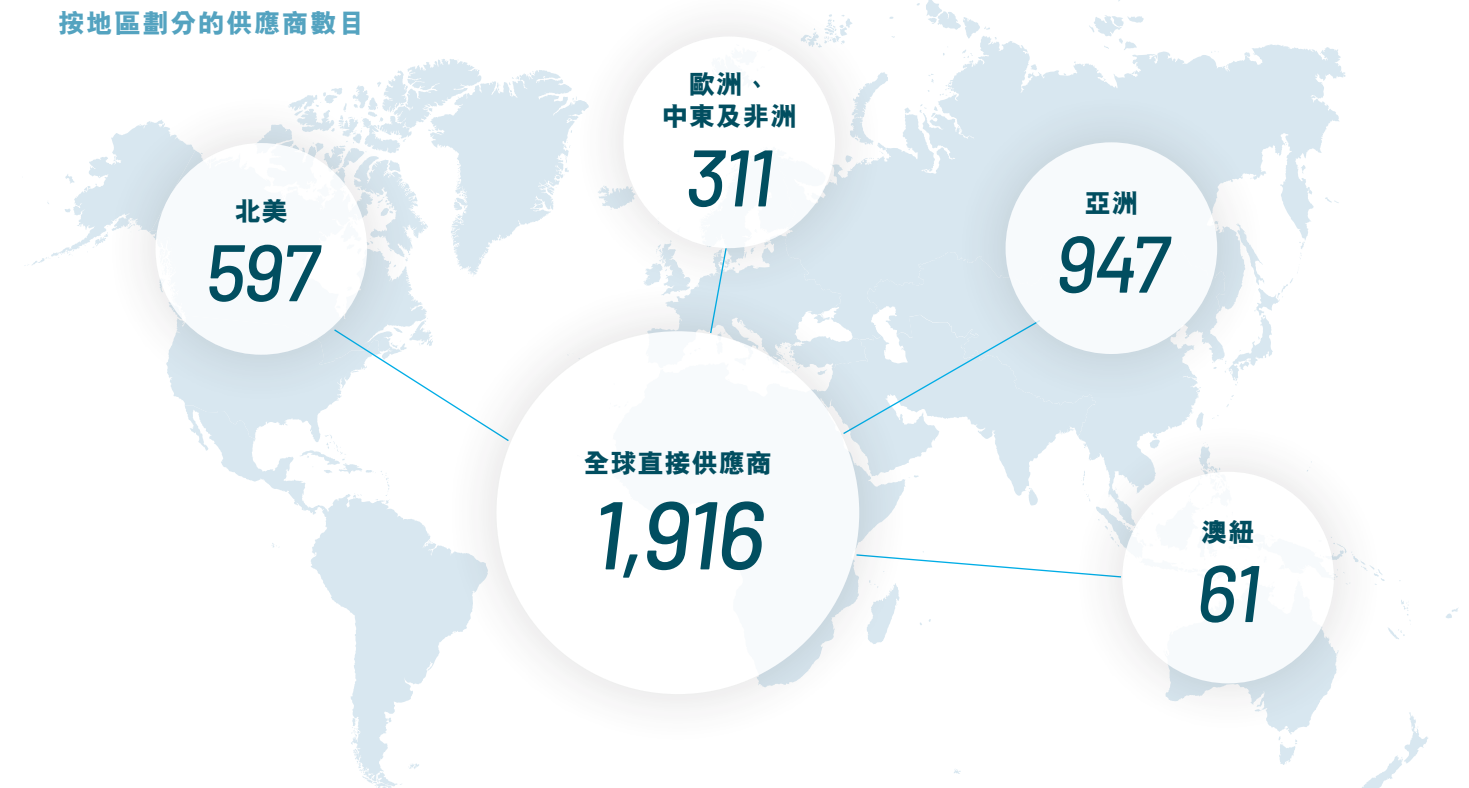 按地區劃分的供應商數目
歐洲、
中東及非洲
311
北美
597
亞洲
947
全球直接供應商
1,916
澳紐
61